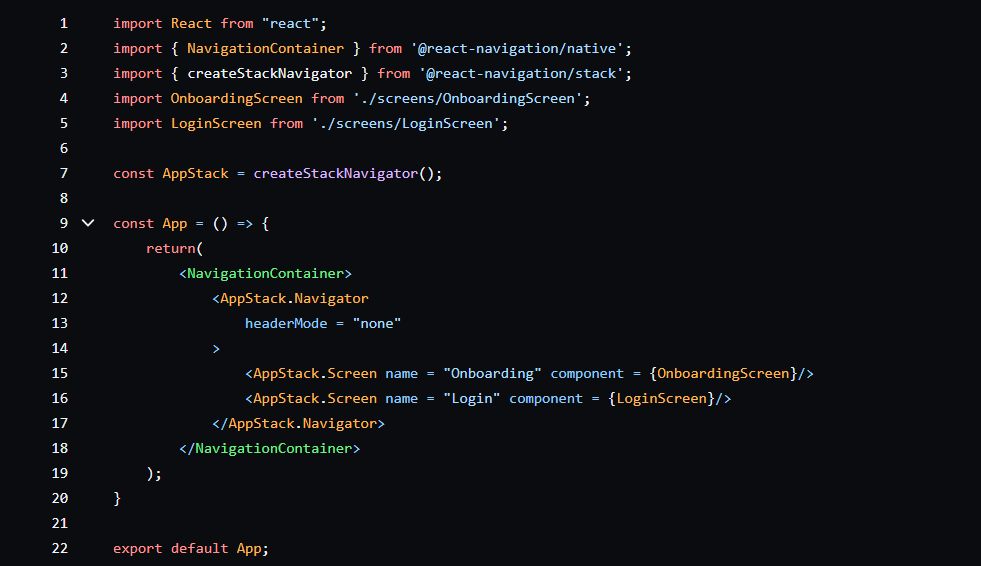 1 import React from "react";
2 import { NavigationContainer } from '@react-navigation/native';
3 import { createStackNavigator } from '@react-navigation/stack';
4 import OnboardingScreen from './screens/OnboardingScreen';
5 import LoginScreen from './screens/LoginScreen';
6
7 const AppStack = createStackNavigator();
8
9 const App = () => {
10     return(
11         <NavigationContainer>
12             <AppStack.Navigator
13                 headerMode = "none"
14             >
15                 <AppStack.Screen name = "Onboarding" component = {OnboardingScreen}/>
16                 <AppStack.Screen name = "Login" component = {LoginScreen}/>
17             </AppStack.Navigator>
18         </NavigationContainer>
19     );
20 }
21
22 export default App;